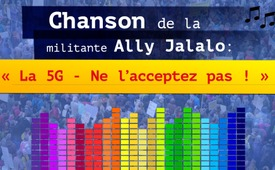 Chanson de la
militante Ally Jalalo:
« La 5G - Ne l'acceptez pas ! »